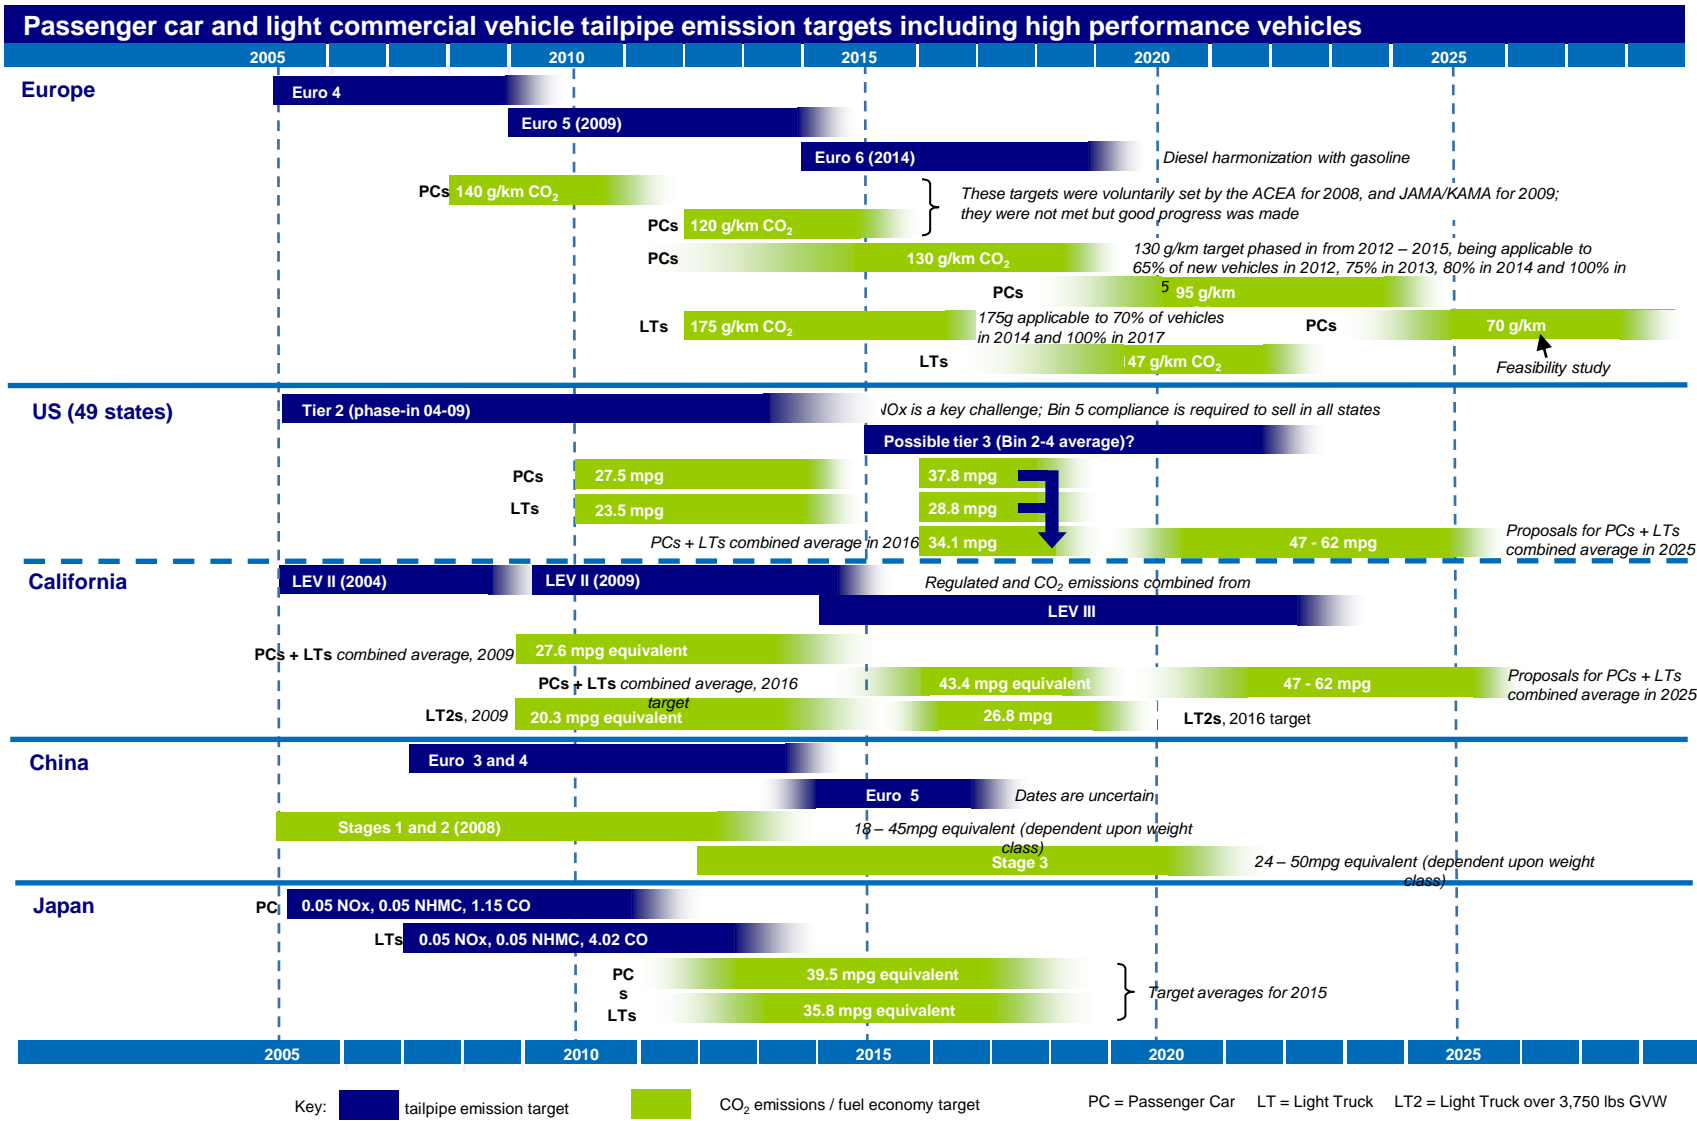 Passenger car and light commercial vehicle tailpipe emission targets including high performance vehicles
2005 2010 2015 2020 2025
Europe
Euro 4
Euro 5 (2009)
Euro 6 (2014) Diesel harmonization with gasoline
PCs 140 g/km CO2
These targets were voluntarily set by the ACEA for 2008, and JAMA/KAMA for 2009;
they were not met but good progress was made
PCs 120 g/km CO2
PCs 130 g/km CO2
130 g/km target phased in from 2012 – 2015, being applicable to
65% of new vehicles in 2012, 75% in 2013, 80% in 2014 and 100% in
5
PCs 95 g/km
LTs 175 g/km CO2
175g applicable to 70% of vehicles
in 2014 and 100% in 2017
PCs 70 g/km
LTs 147 g/km CO2
Feasibility study
US (49 states)
Tier 2 (phase-in 04-09) NOx is a key challenge; Bin 5 compliance is required to sell in all states
Possible tier 3 (Bin 2-4 average)?
PCs 27.5 mpg 37.8 mpg
LTs 23.5 mpg 28.8 mpg
PCs + LTs combined average in 2016 34.1 mpg 47 - 62 mpg
Proposals for PCs + LTs
combined average in 2025
California
LEV II (2004) LEV II (2009) Regulated and CO2 emissions combined from
LEV III
PCs + LTs combined average, 2009 27.6 mpg equivalent
PCs + LTs combined average, 2016
target
43.4 mpg equivalent 47 - 62 mpg
Proposals for PCs + LTs
combined average in 2025
LT2s, 2009 20.3 mpg equivalent 26.8 mpg LT2s, 2016 target
China
Euro 3 and 4
Euro 5 Dates are uncertain
Stages 1 and 2 (2008)
18 – 45mpg equivalent (dependent upon weight
class)
Stage 3
24 – 50mpg equivalent (dependent upon weight
class)
Japan
PC 0.05 NOx, 0.05 NHMC, 1.15 CO
LTs 0.05 NOx, 0.05 NHMC, 4.02 CO
PC
s
39.5 mpg equivalent
Target averages for 2015
LTs 35.8 mpg equivalent
2005 2010 2015 2020 2025
Key: tailpipe emission target CO2 emissions / fuel economy target PC = Passenger Car LT = Light Truck LT2 = Light Truck over 3,750 lbs GVW